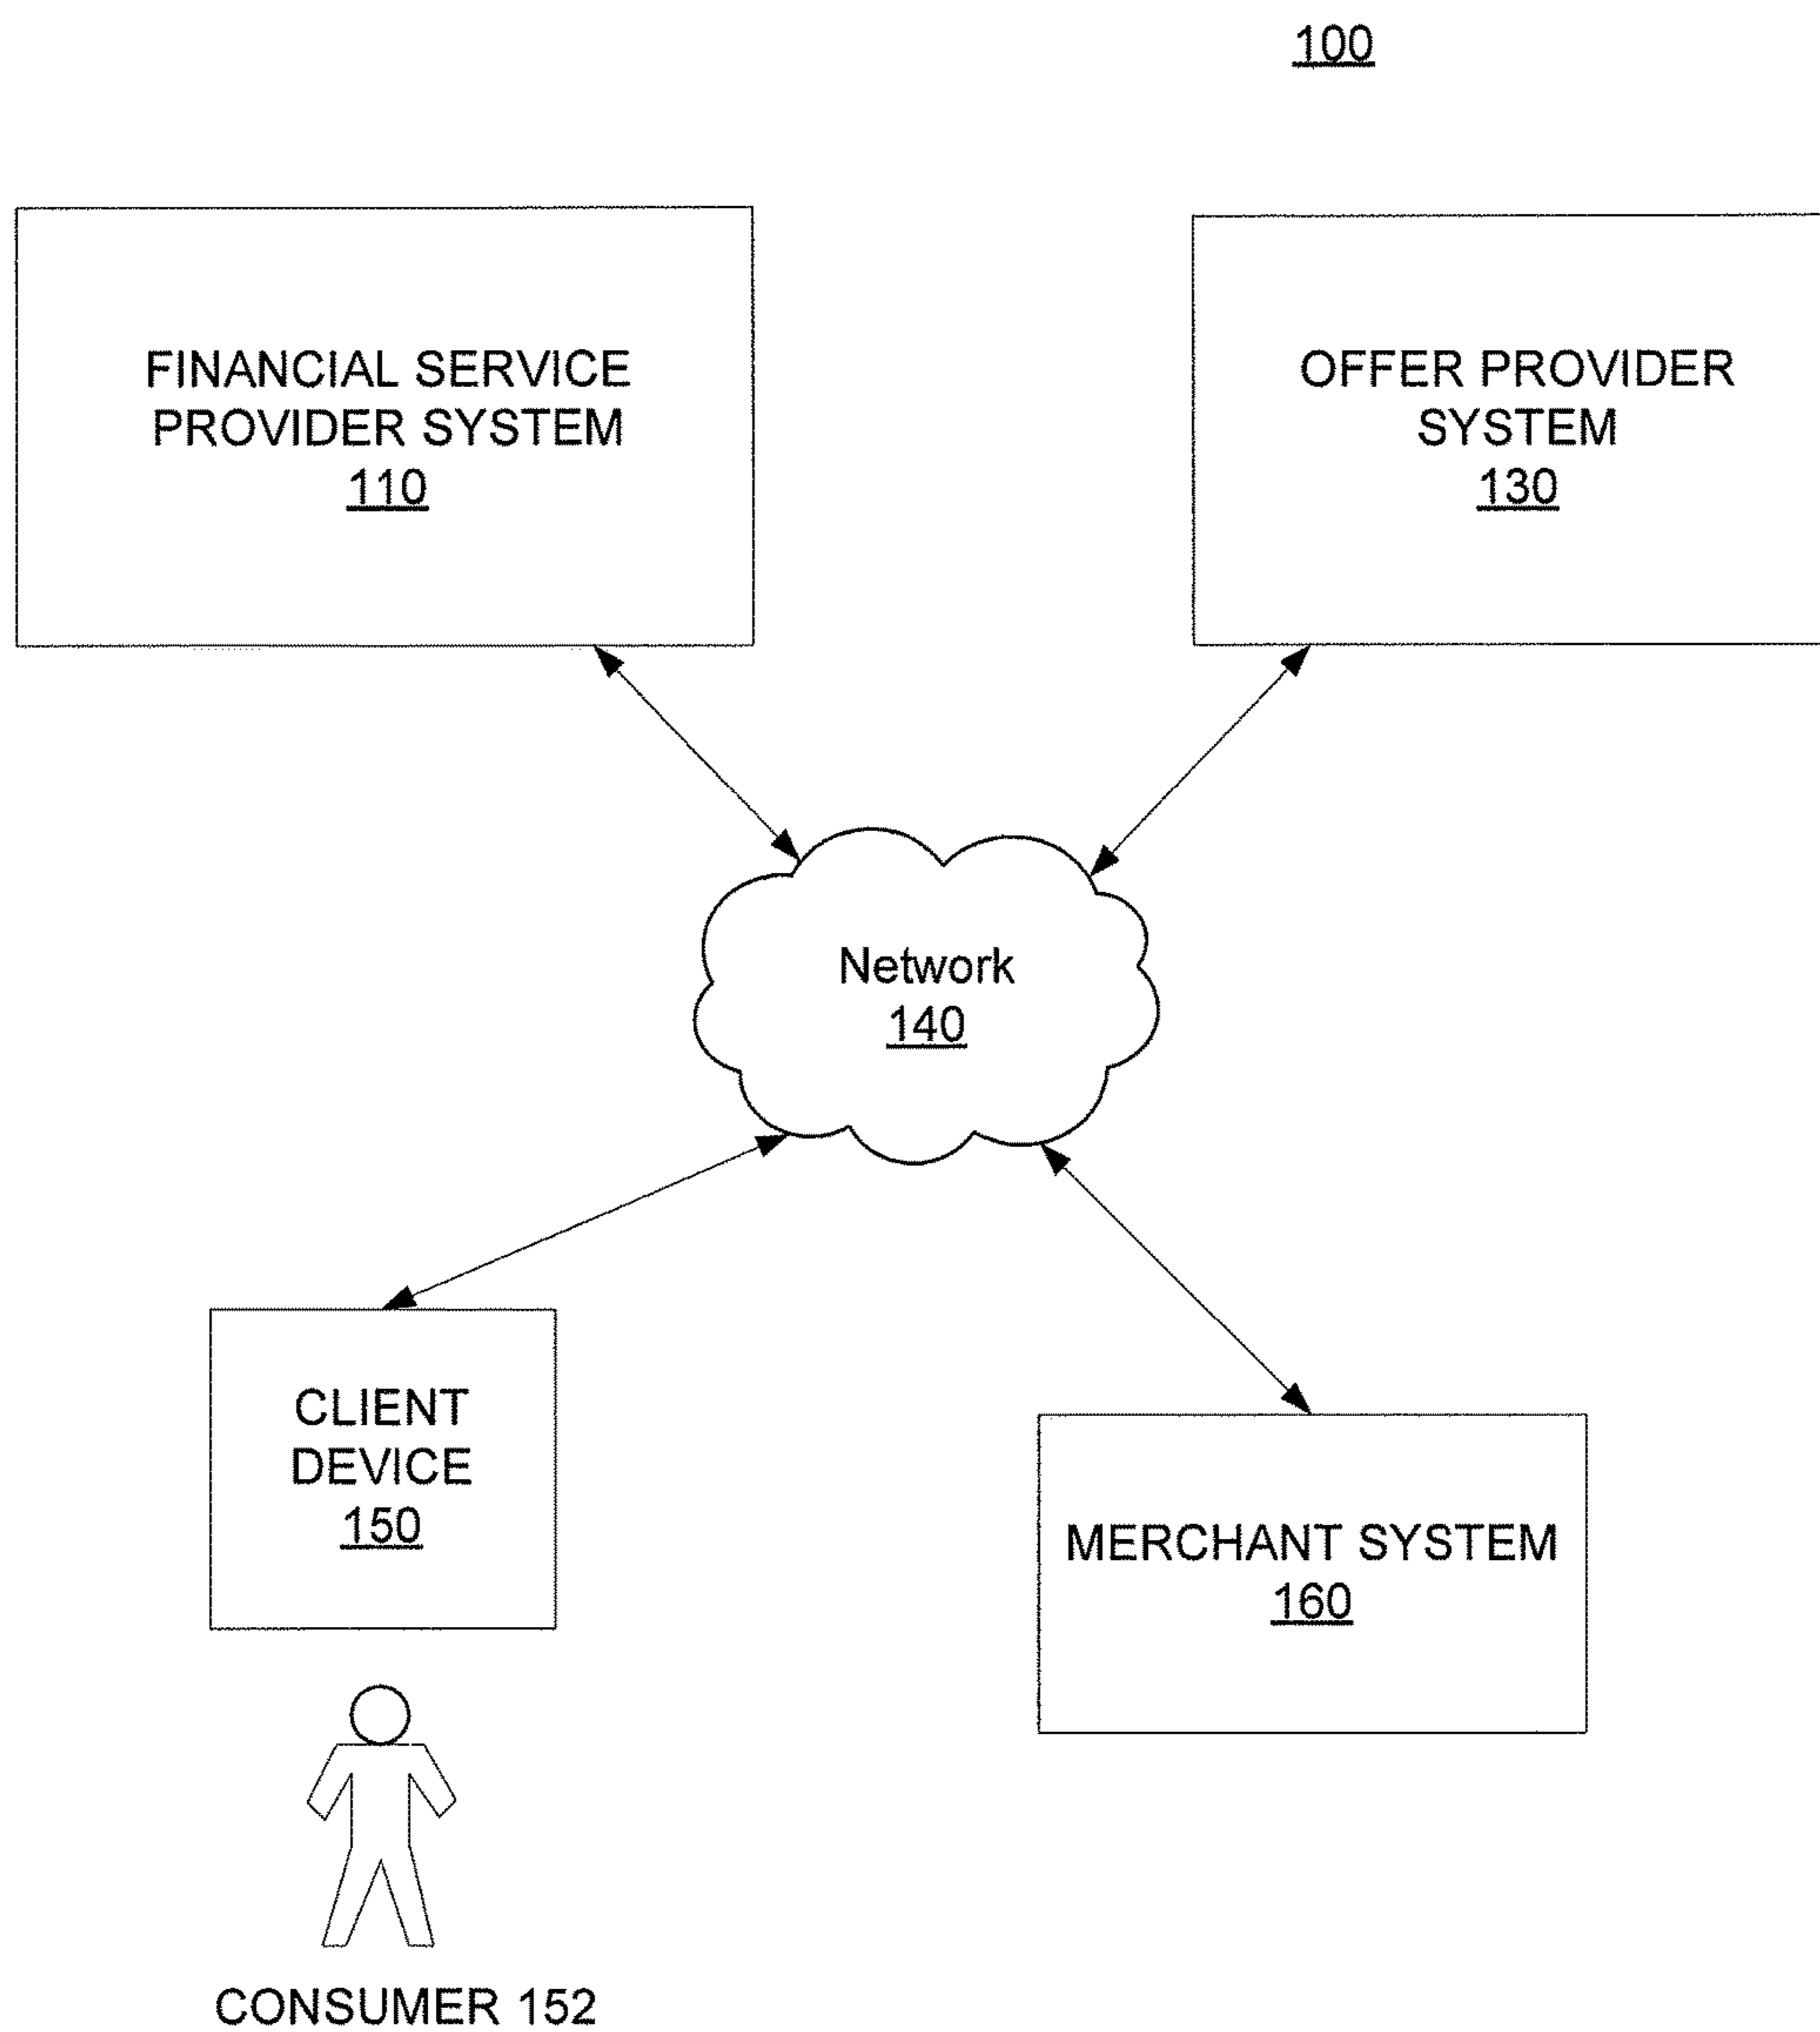 100
FINANCIAL SERVICE
PROVIDER SYSTEM
110
OFFER PROVIDER
SYSTEM
130
Network
140
CLIENT
DEVICE
150
MERCHANT SYSTEM
160
CONSUMER 152